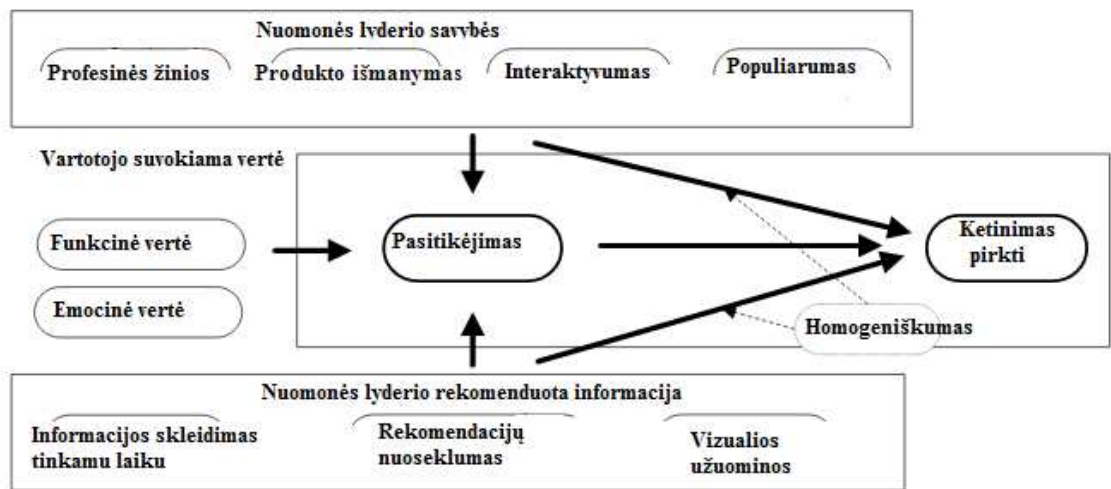 Nuomonės lyderio savybės
Profesinės žinios
Produkto išmanymas
Interaktyvumas
Populiarumas
Vartotojo suvokiama vertė
Funkcinė vertė
Emocinė vertė
Pasitikėjimas
Ketinimas
pirkti
Homogeniškumas
Nuomonės lyderio rekomenduota informacija
Informacijos skleidimas
tinkamu laiku
Rekomendacijų
nuoseklumas
Vizualios
užuominos